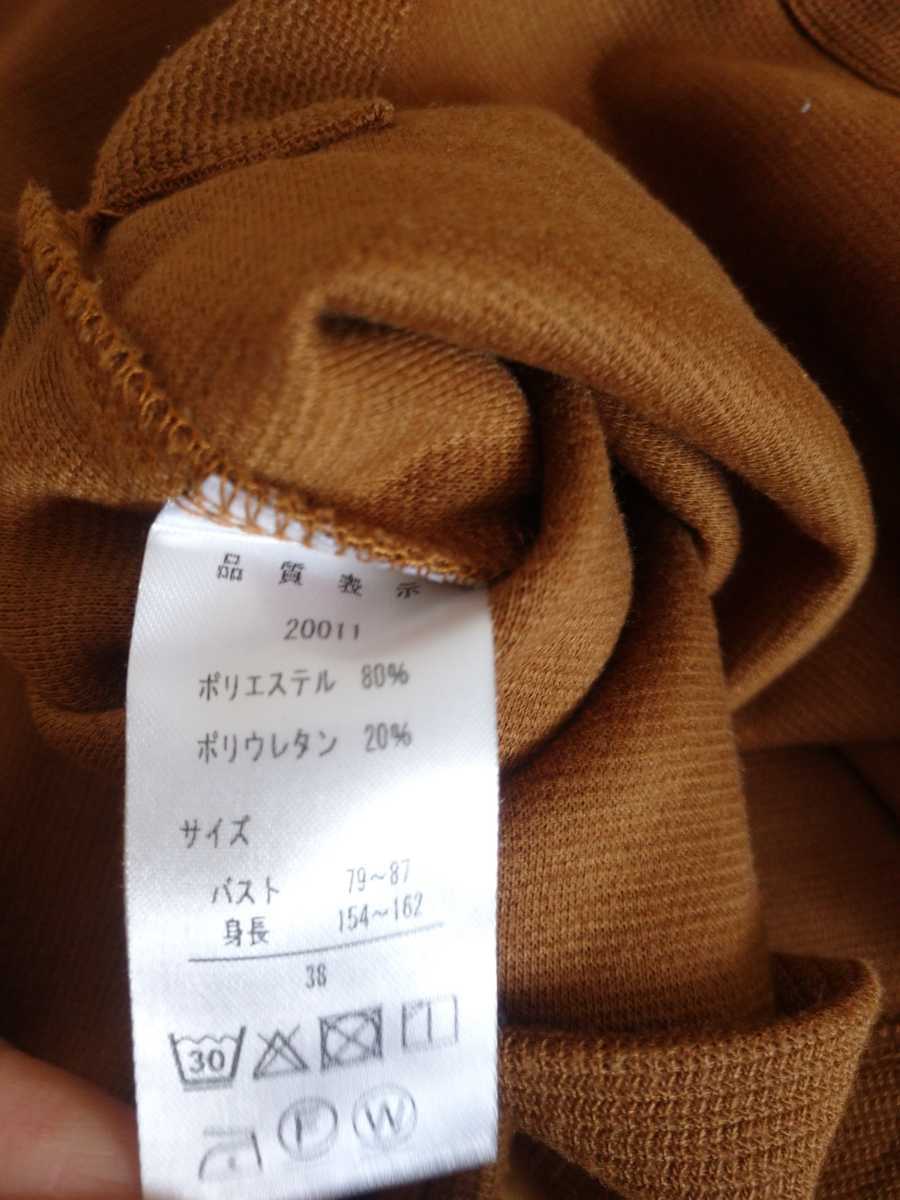 品質表示
20011
ポリエステル 80%
ポリウレタン 20%
サイズ
バスト 79~87
身長 154~162
38
30
F W